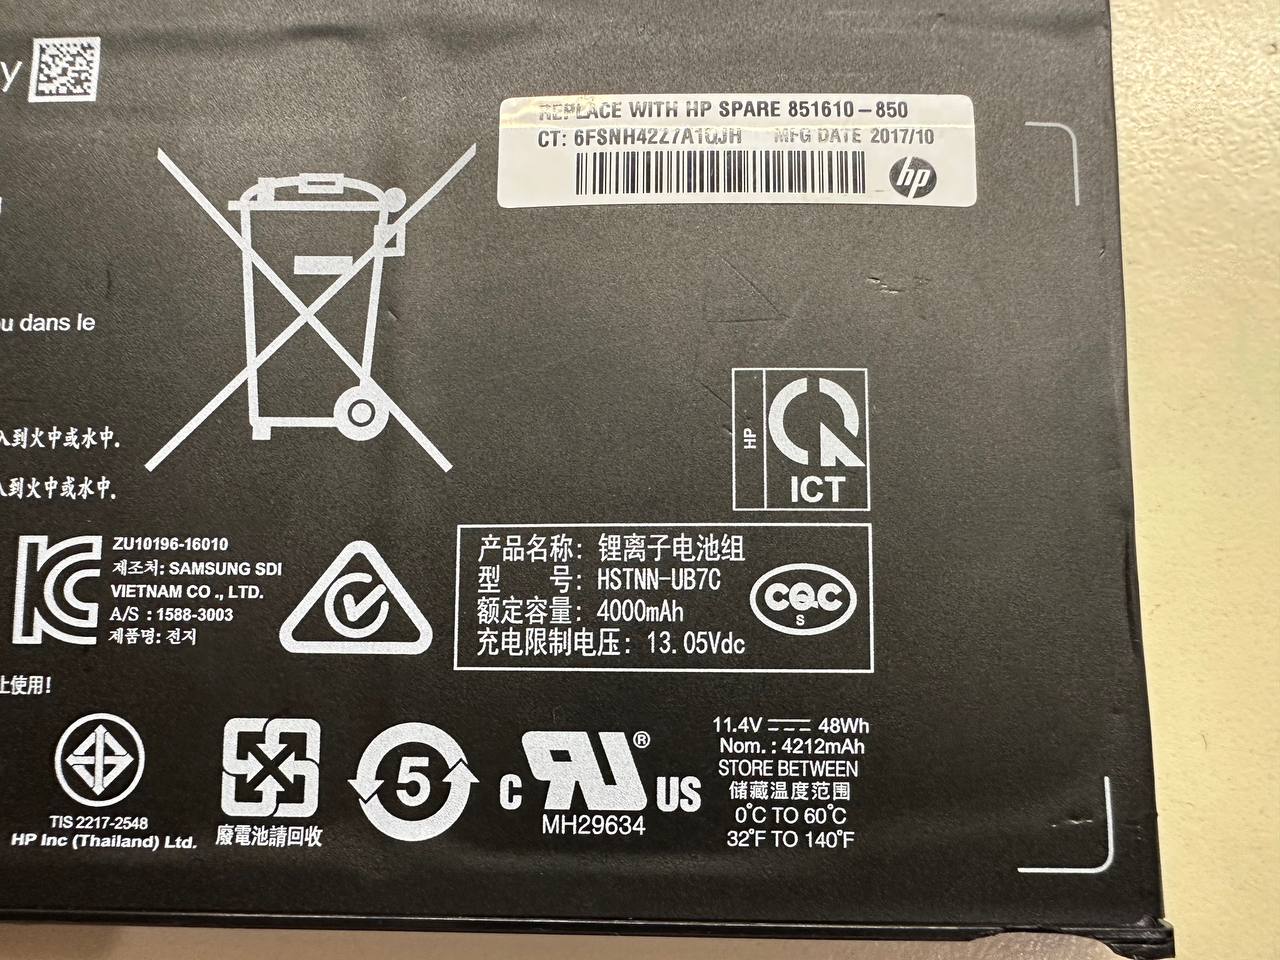 y
REPLACE WITH HP SPARE 851610-850
CT: 6FSNH42Z7A1QJH MFG DATE 2017/10
hp
u dans le
入到火中或水中.
入到火中或水中.
HP
ICT
ZU10196-16010
제조처: SAMSUNG SDI
VIETNAM CO ., LTD.
A/S : 1588-3003
제품명: 전지
产品名称: 锂离子电池组
型 号: HSTNN-UB7C
额定容量: 4000mAh
充电限制电压: 13.05Vdc
CQC
S
止使用!
TIS 2217-2548
HP Inc (Thailand) Ltd.
廢電池請回收
5
C RU ® US
MH29634
11.4V 48Wh
Nom. : 4212mAh
STORE BETWEEN
储藏温度范围
0°C TO 60°C
32°F TO 140°F